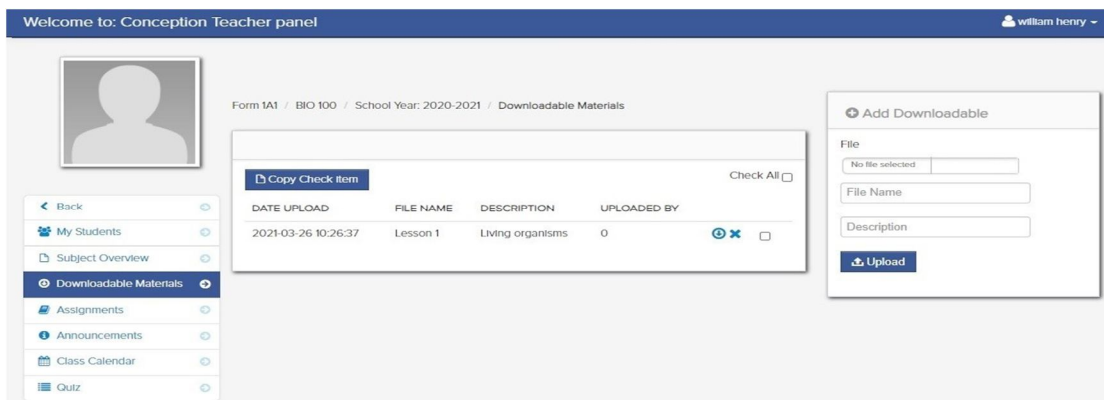 Welcome to: Conception Teacher panel
william henry
Form 1A1 / BIO 100 / School Year: 2020-2021 / Downloadable Materials
Copy Check item
Check All
DATE UPLOAD FILE NAME DESCRIPTION UPLOADED BY
2021-03-26 10:26:37 Lesson 1 Living organisms 0
Back
My Students
Subject Overview
Downloadable Materials
Assignments
Announcements
Class Calendar
Quiz
Add Downloadable
File
No file selected
File Name
Description
Upload